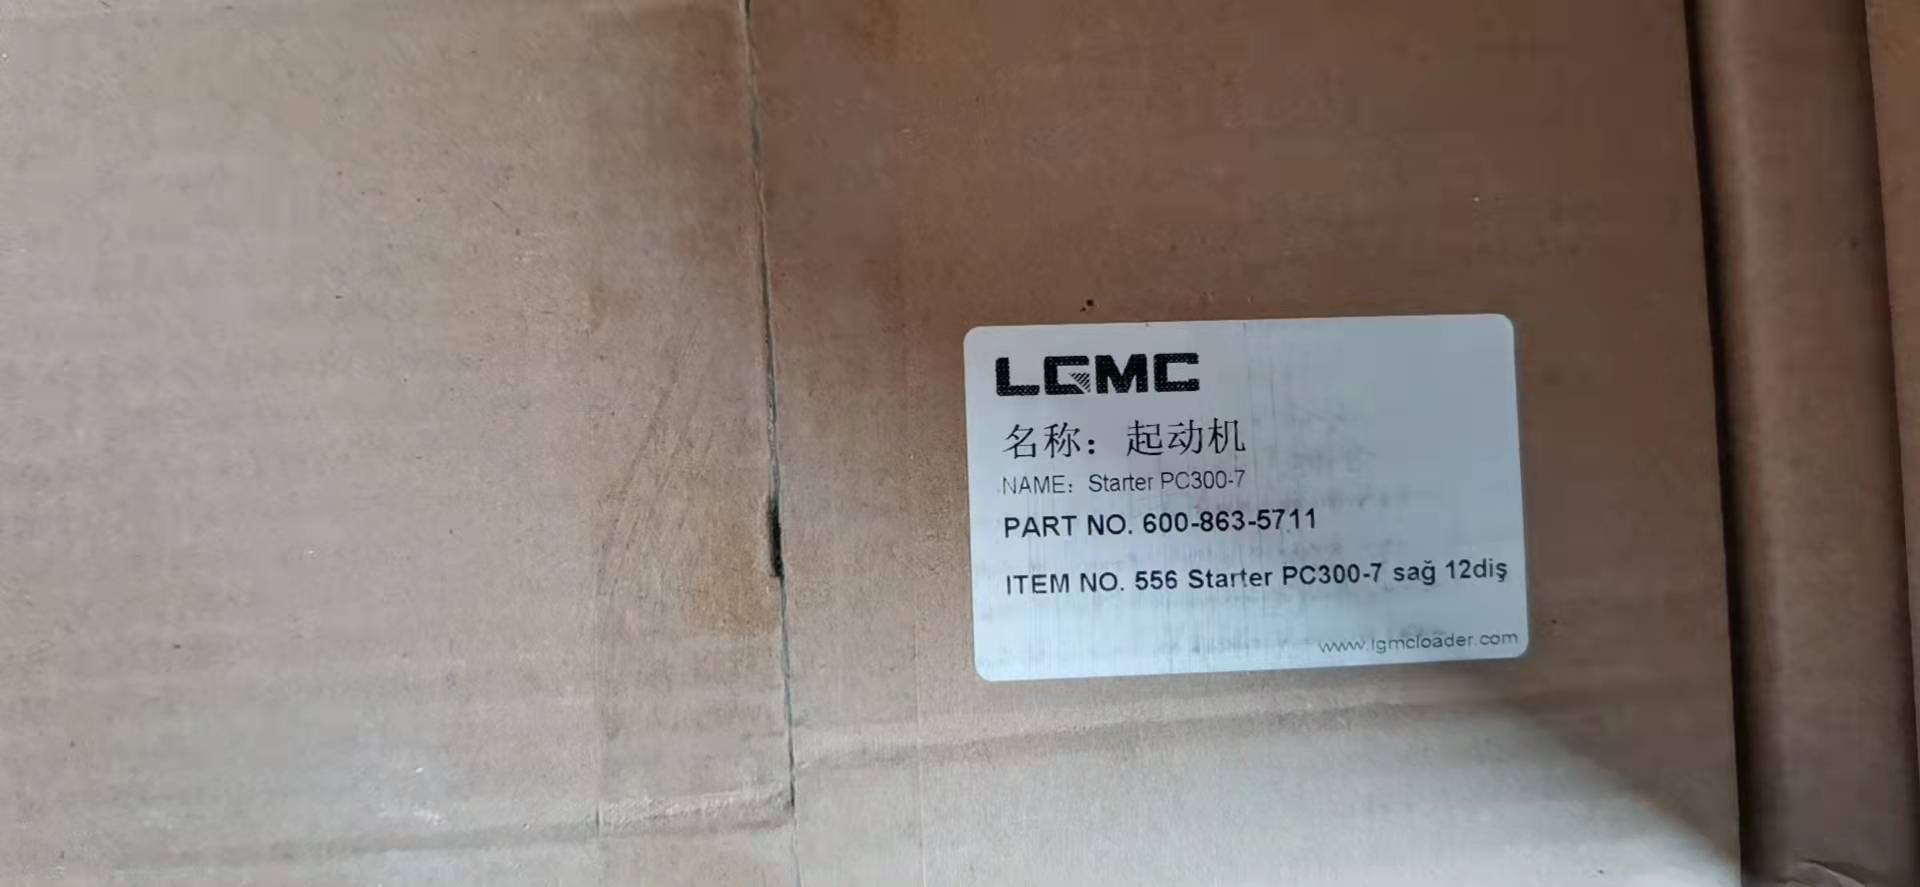 LGMC
名称：起动机
NAME：Starter PC300-7
PART NO. 600-863-5711
ITEM NO. 556 Starter PC300-7 sağ 12diş
www.lgmcloader.com